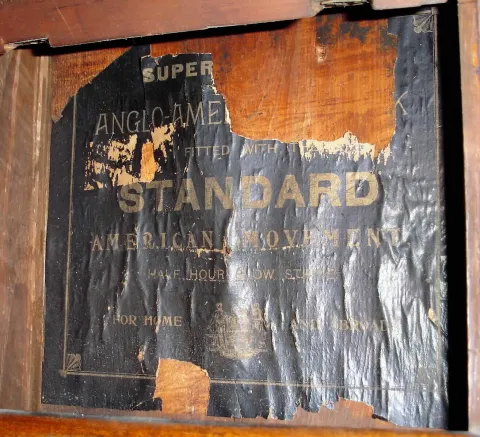 SUPER
ANGLO-AME K
FITTED WITH
STANDARD
AMERICAN MOVEMENT
HALF HOUR SLOW STRIKE
FOR HOME AND ABROAD